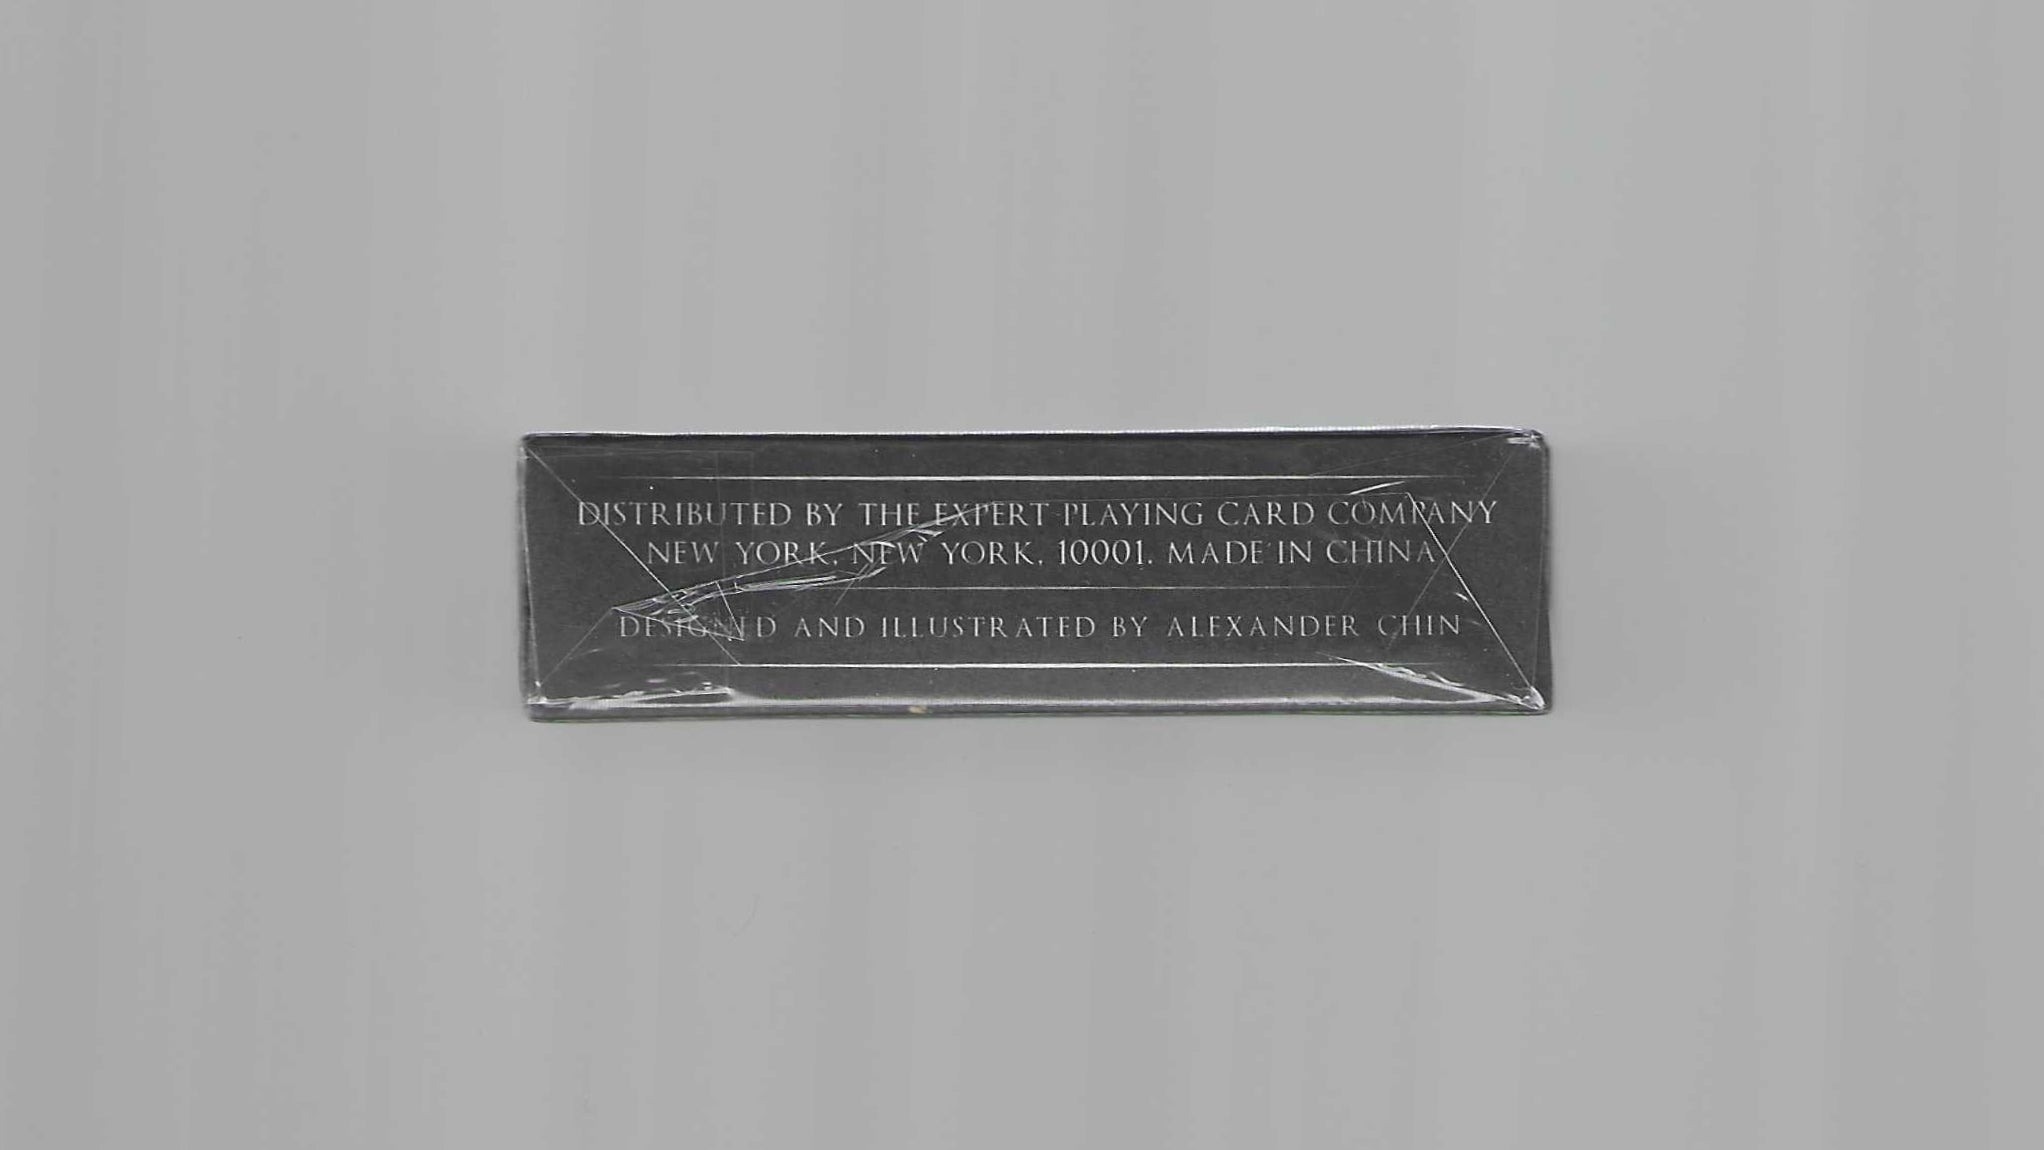 DISTRIBUTED BY THE EXPERT PLAYING CARD COMPANY
NEW YORK, NEW YORK, 10001. MADE IN CHINA
DESIGNED AND ILLUSTRATED BY ALEXANDER CHIN